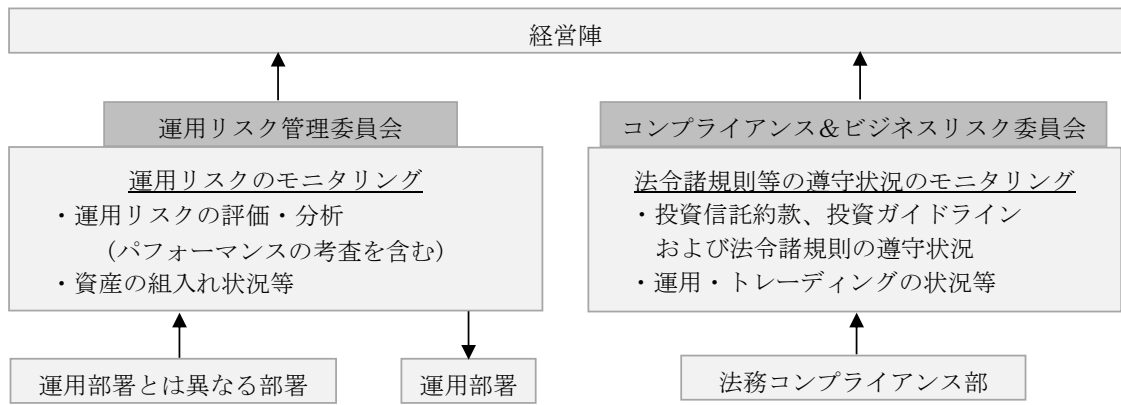 経営陣
運用リスク管理委員会
運用リスクのモニタリング
・運用リスクの評価・分析
（パフォーマンスの考査を含む）
・資産の組入れ状況等
運用部署とは異なる部署
運用部署
コンプライアンス＆ビジネスリスク委員会
法令諸規則等の遵守状況のモニタリング
・投資信託約款、投資ガイドライン
および法令諸規則の遵守状況
・運用・トレーディングの状況等
法務コンプライアンス部